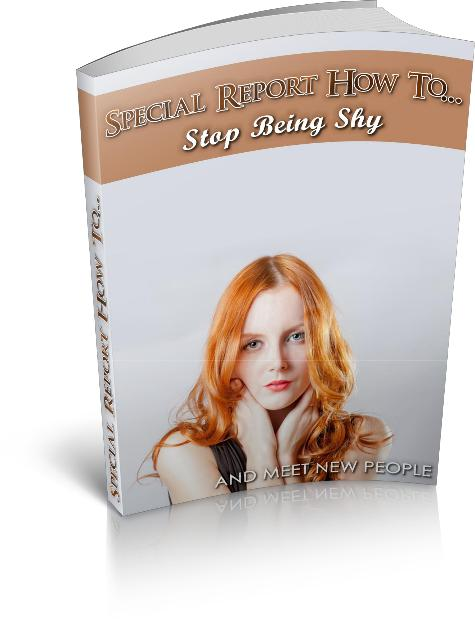 Special Report How To...
Stop Being Shy
AND MEET NEW PEOPLE
Special Report How To...